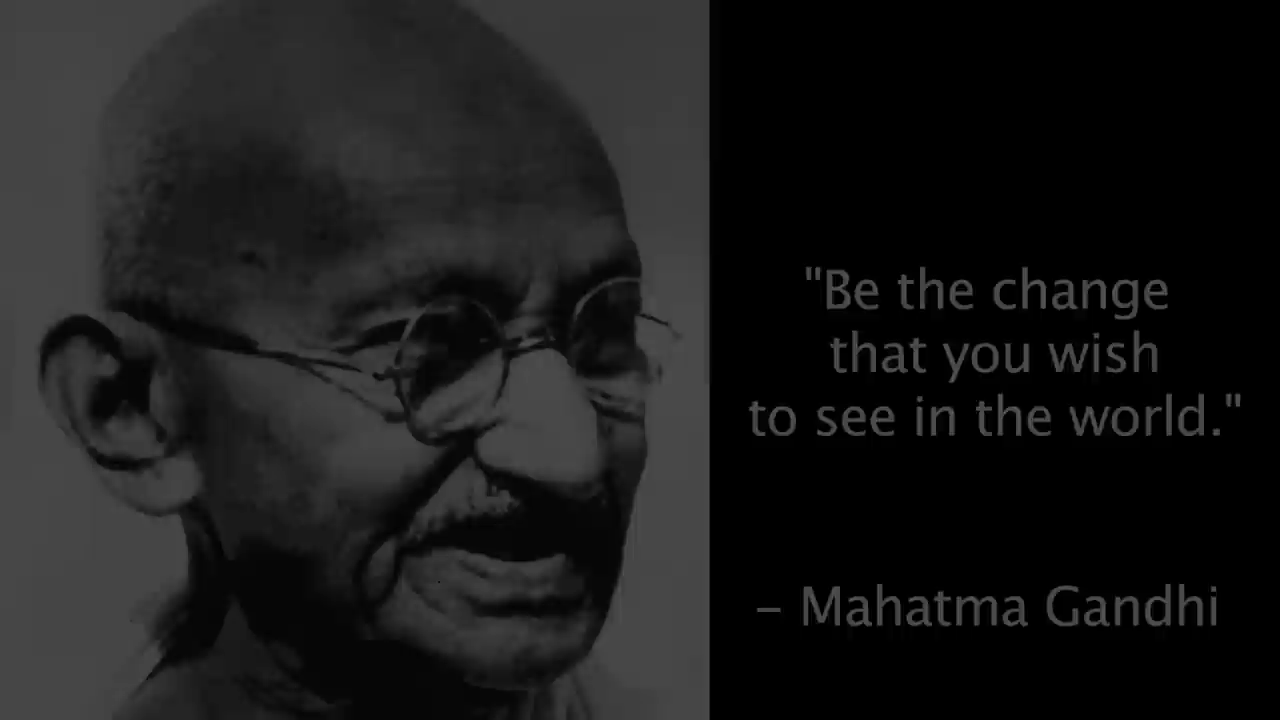 "Be the change
that you wish
to see in the world."
– Mahatma Gandhi